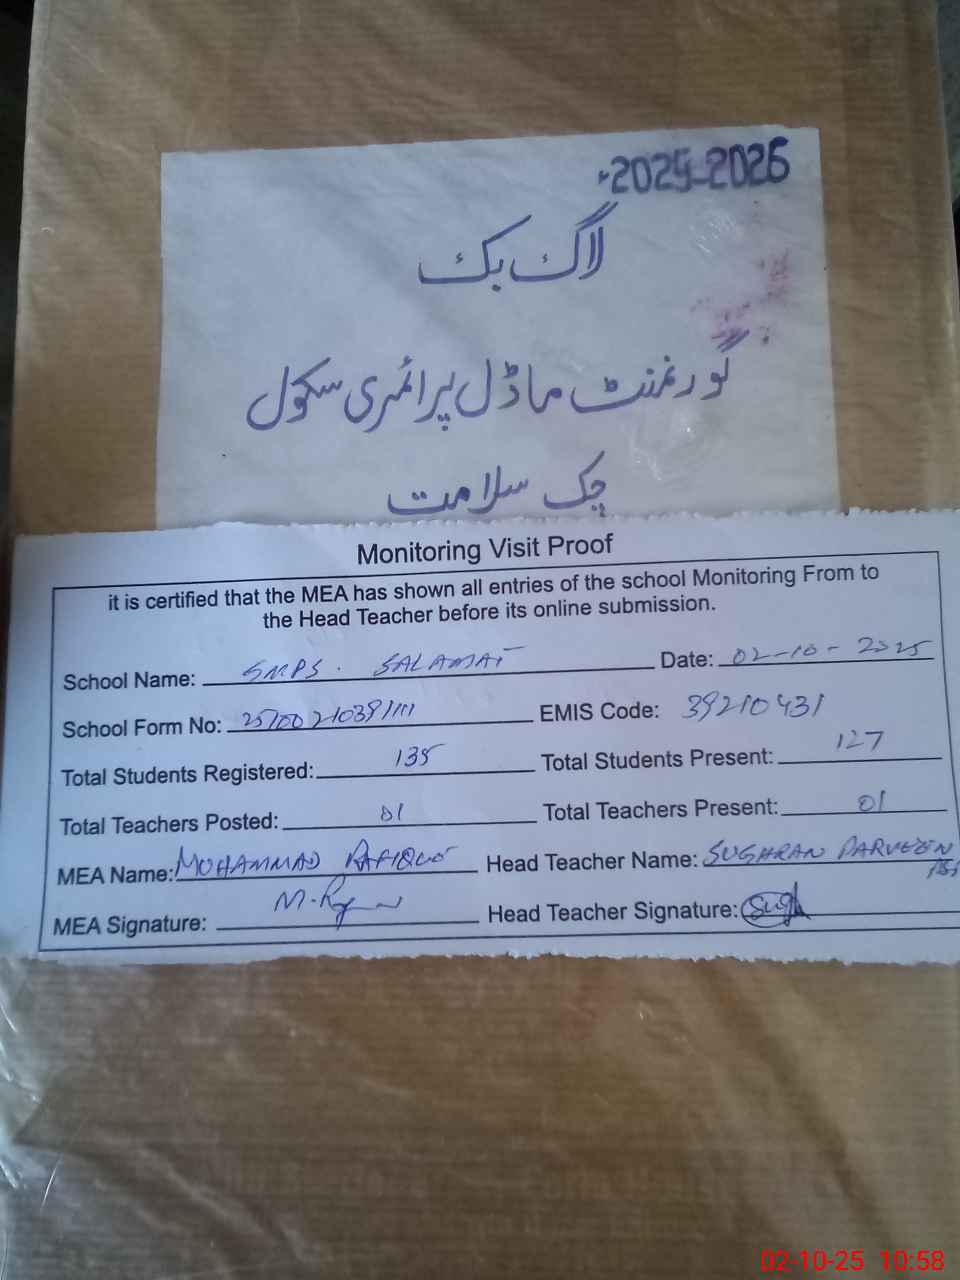 2025-2026
لاگ بک
گورنمنٹ ماڈل پرائمری سکول
چک سلامت
Monitoring Visit Proof
it is certified that the MEA has shown all entries of the school Monitoring From to
the Head Teacher before its online submission.
School Name: GMPS. SALAMAT Date: 02-10-2025
School Form No: EMIS Code: 39210431
Total Students Registered: 135 Total Students Present: 127
Total Teachers Posted: 01 Total Teachers Present: 01
MEA Name: MOHAMMAD RAFIQUE Head Teacher Name: SUGHRAN PARVEEN
MEA Signature: Head Teacher Signature:
02-10-25 10:58